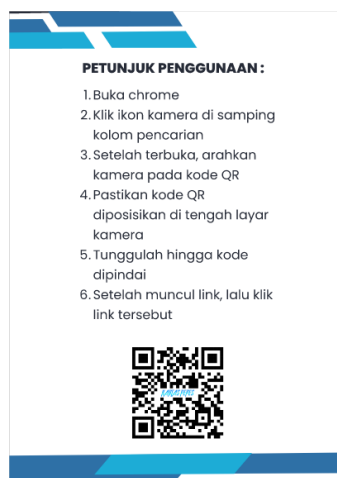 PETUNJUK PENGGUNAAN :
1. Buka chrome
2. Klik ikon kamera di samping
kolom pencarian
3. Setelah terbuka, arahkan
kamera pada kode QR
4. Pastikan kode QR
diposisikan di tengah layar
kamera
5. Tunggulah hingga kode
dipindai
6. Setelah muncul link, lalu klik
link tersebut